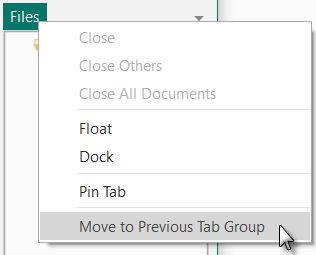 Files
Close
Close Others
Close All Documents
Float
Dock
Pin Tab
Move to Previous Tab Group